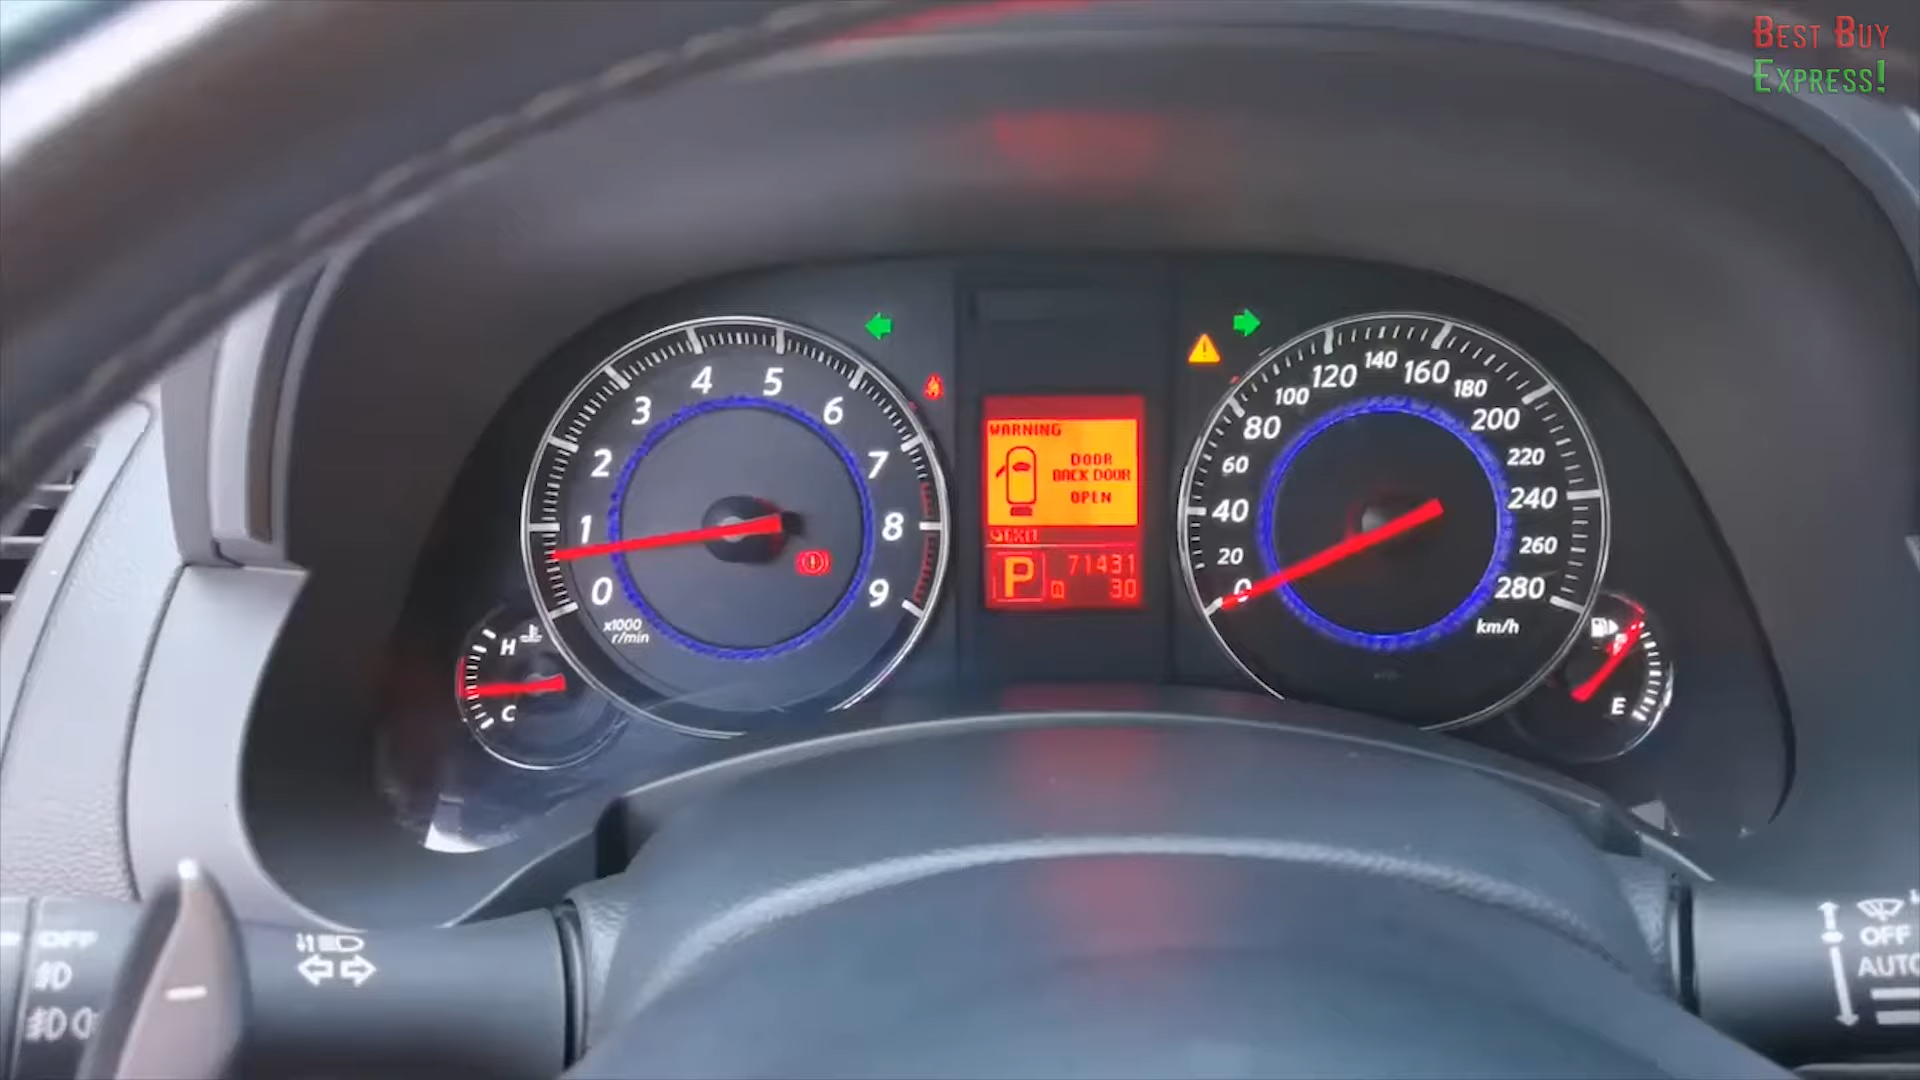 BEST BUY
EXPRESS!
0
1
2
3
4
5
6
7
8
9
x1000
r/min
H
C
WARNING
DOOR
BACK DOOR
OPEN
EXIT
P
71431
30
0
20
40
60
80
100
120
140
160
180
200
220
240
260
280
km/h
E
OFF
OFF
AUTO